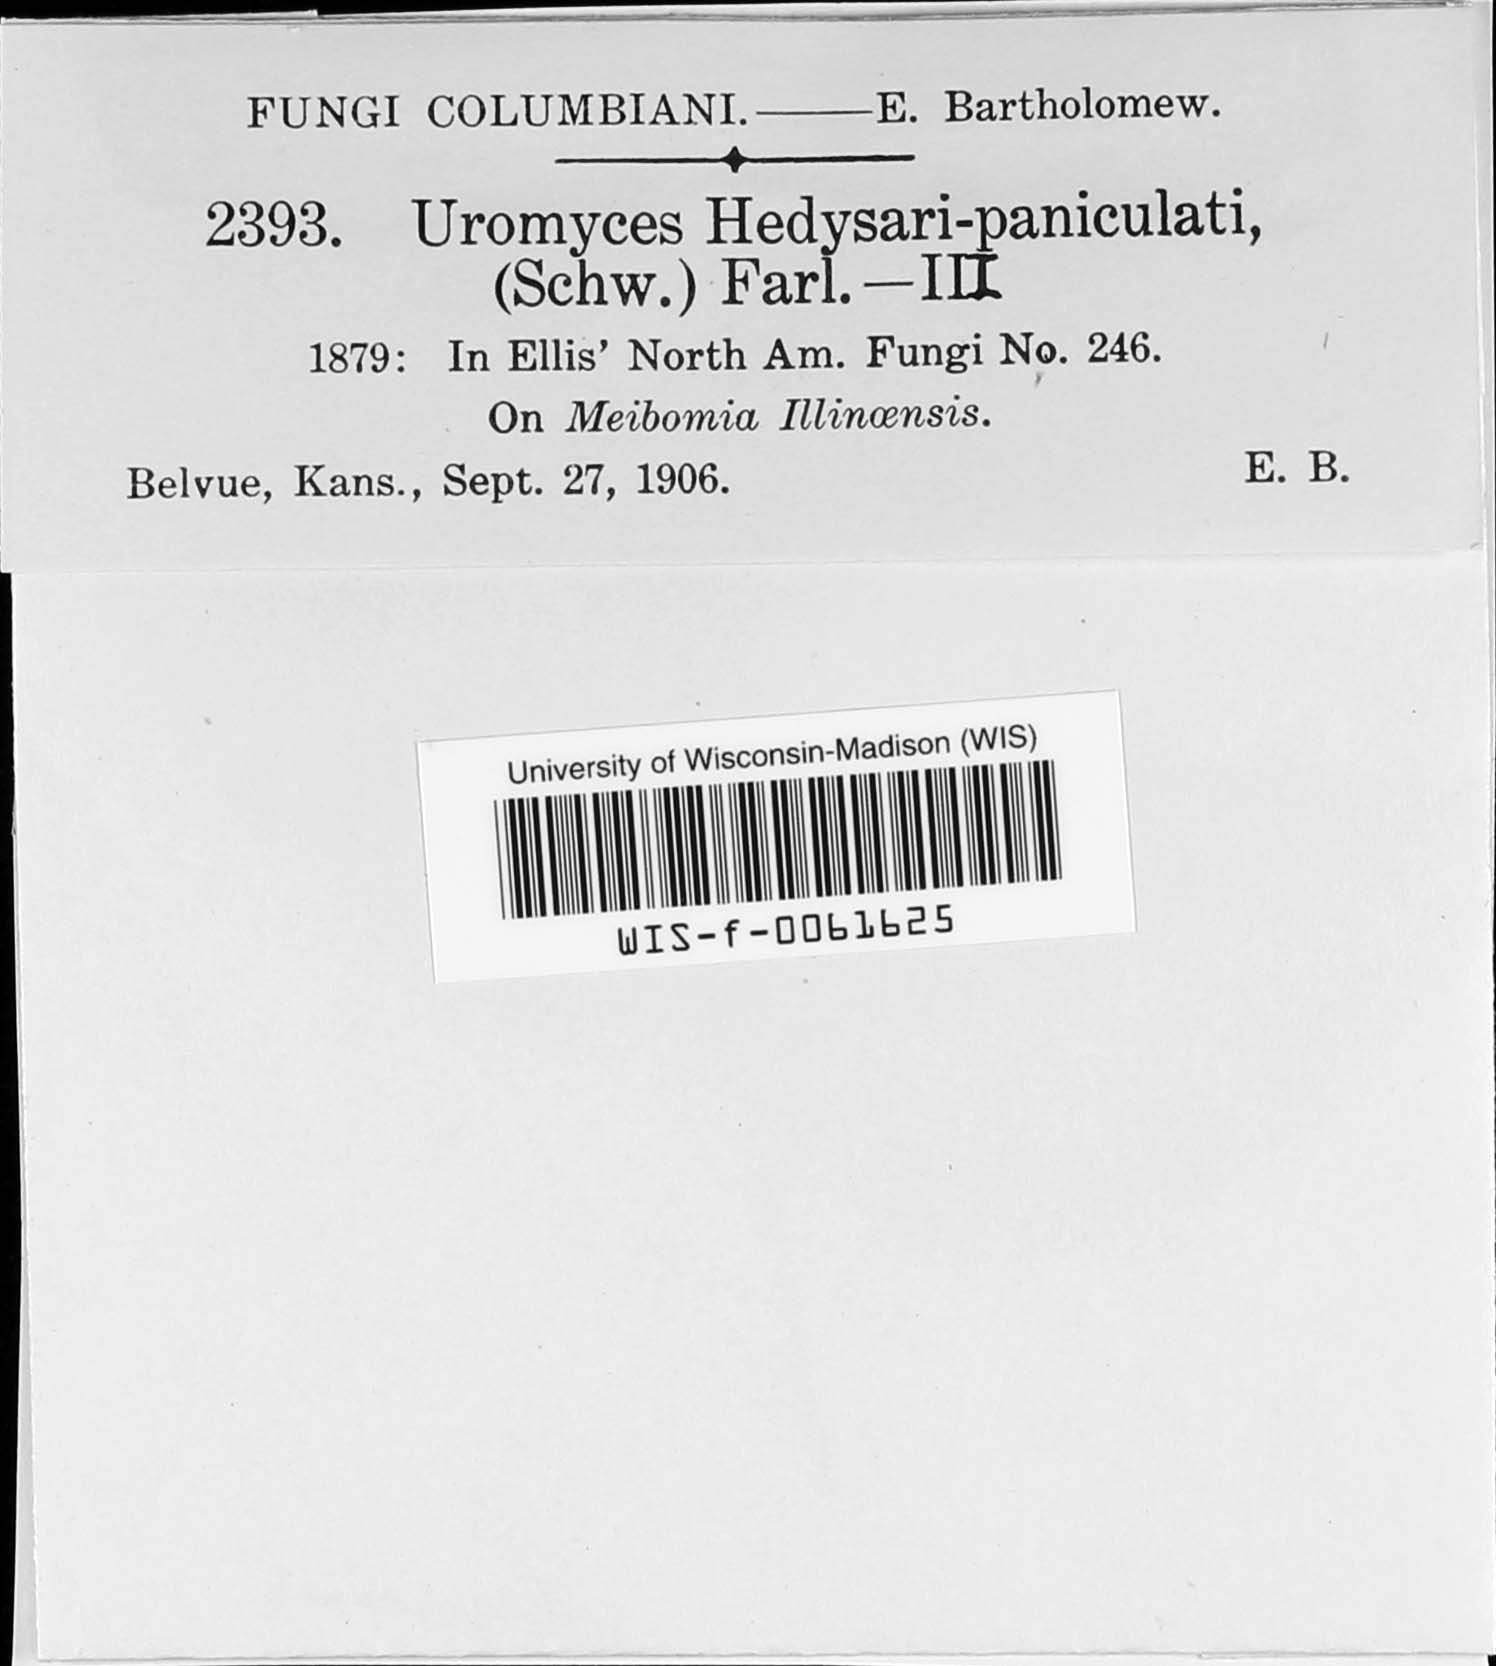 FUNGI COLUMBIANI.——E. Bartholomew.
2393. Uromyces Hedysari-paniculati,
(Schw.) Farl.—III
1879: In Ellis' North Am. Fungi No. 246.
On Meibomia Illinœnsis.
Belvue, Kans., Sept. 27, 1906. E. B.
University of Wisconsin-Madison (WIS)
WIS-f-0061625